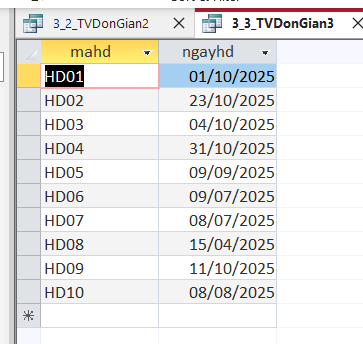 3_2_TVDonGian2
3_3_TVDonGian3
mahd ngayhd
HD01 01/10/2025
HD02 23/10/2025
HD03 04/10/2025
HD04 31/10/2025
HD05 09/09/2025
HD06 09/07/2025
HD07 08/07/2025
HD08 15/04/2025
HD09 11/10/2025
HD10 08/08/2025